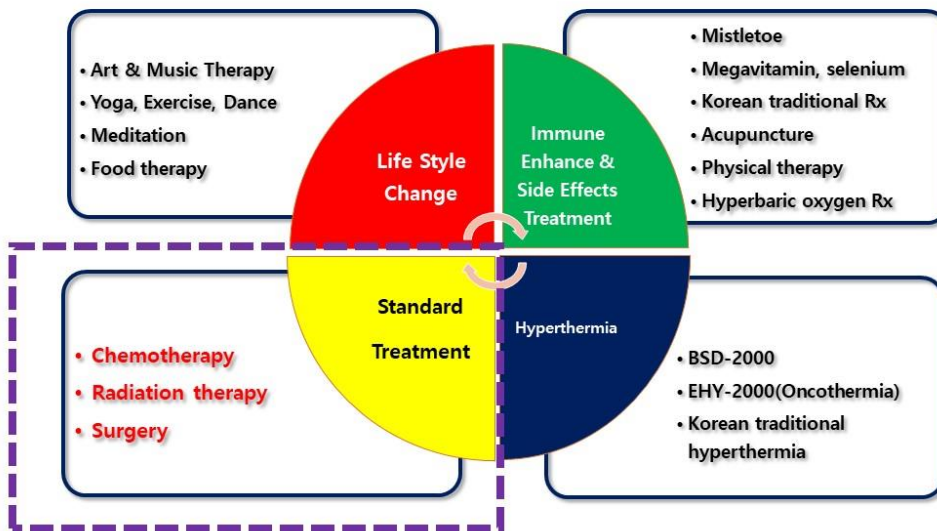 • Art & Music Therapy
• Yoga, Exercise, Dance
• Meditation
• Food therapy
Life Style
Change
Immune
Enhance &
Side Effects
Treatment
• Mistletoe
• Megavitamin, selenium
• Korean traditional Rx
• Acupuncture
• Physical therapy
• Hyperbaric oxygen Rx
• Chemotherapy
• Radiation therapy
• Surgery
Standard
Treatment
Hyperthermia
• BSD-2000
• EHY-2000(Oncothermia)
• Korean traditional
hyperthermia